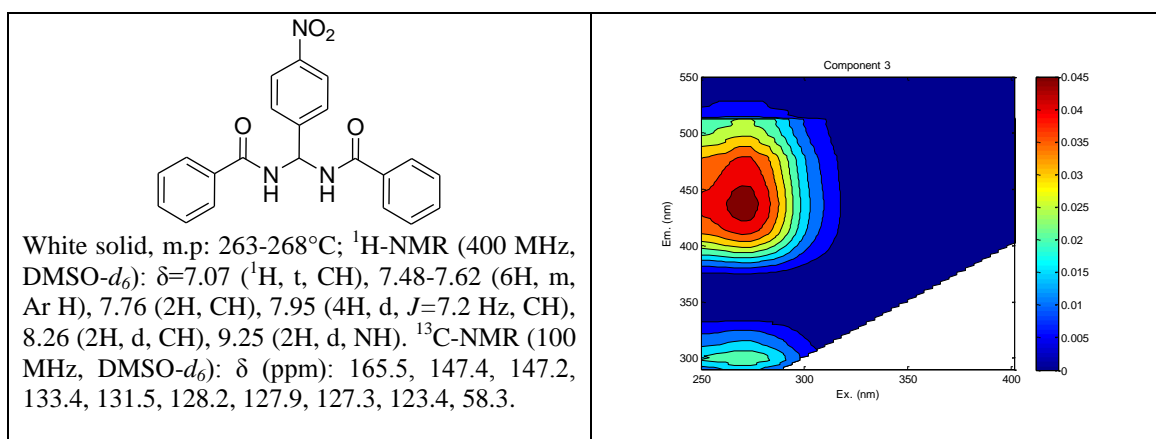 NO2
O
O
N
H
N
H
White solid, m.p: 263-268°C; ¹H-NMR (400 MHz,
DMSO-d6): δ=7.07 (¹H, t, CH), 7.48-7.62 (6H, m,
Ar H), 7.76 (2H, CH), 7.95 (4H, d, J=7.2 Hz, CH),
8.26 (2H, d, CH), 9.25 (2H, d, NH). ¹³C-NMR (100
MHz, DMSO-d6): δ (ppm): 165.5, 147.4, 147.2,
133.4, 131.5, 128.2, 127.9, 127.3, 123.4, 58.3.
Component 3
550
500
450
400
350
300
Em. (nm)
250
300
350
400
Ex. (nm)
0.045
0.04
0.035
0.03
0.025
0.02
0.015
0.01
0.005
0